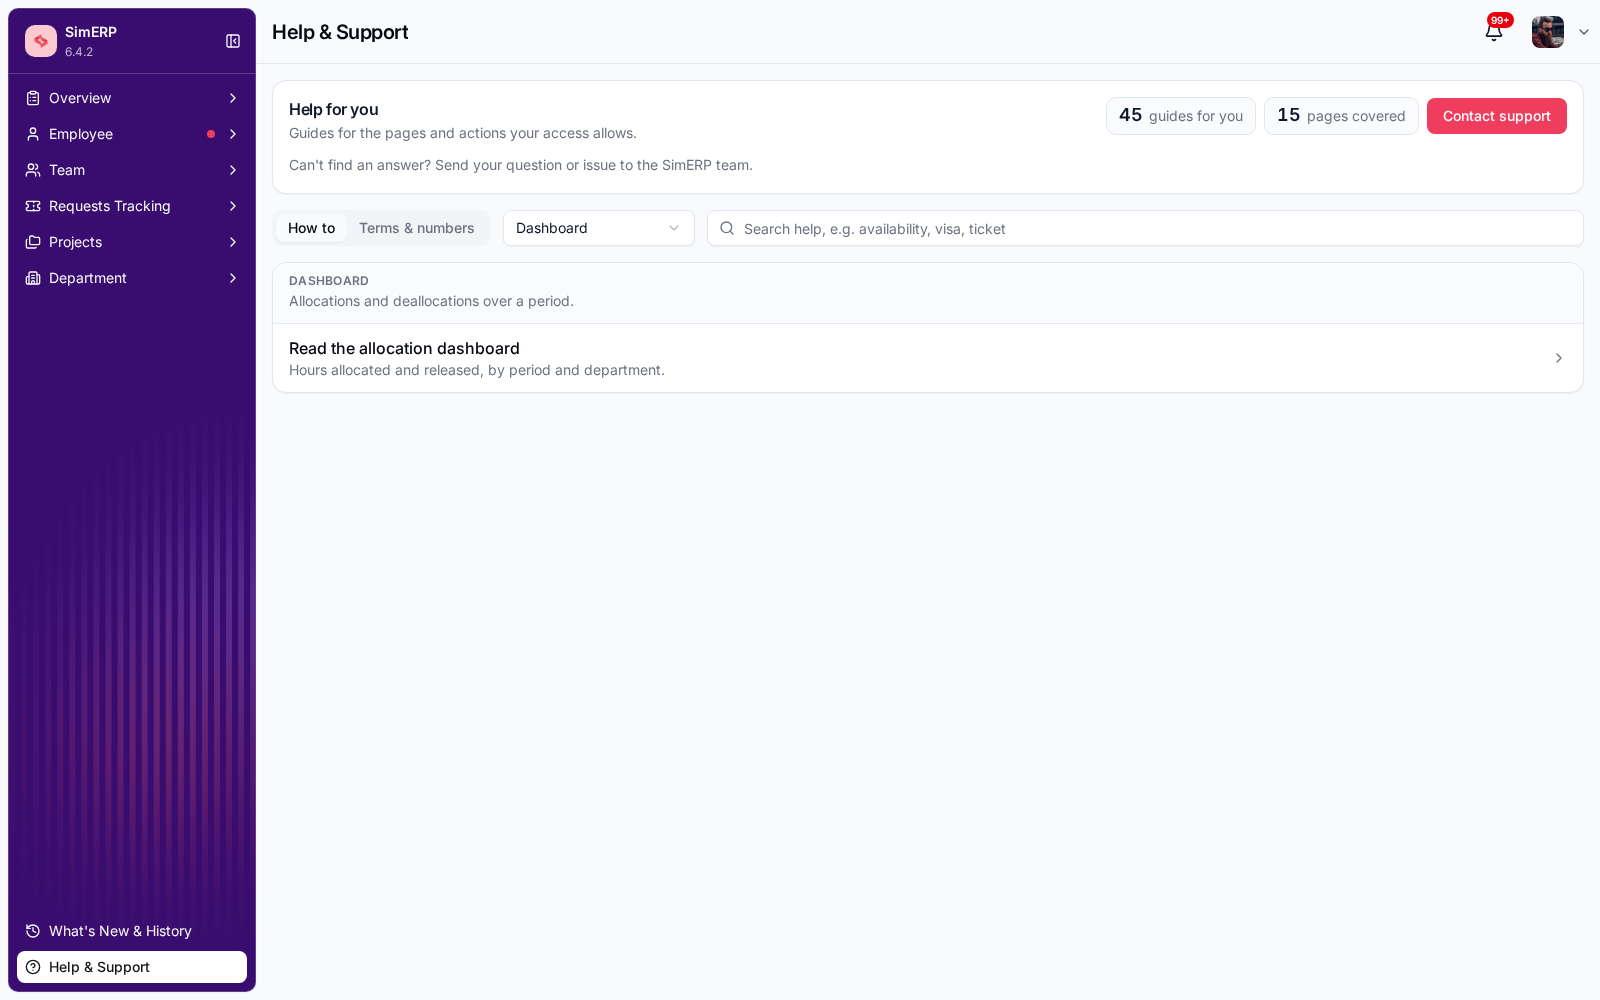 SimERP
6.4.2
Overview
Employee
Team
Requests Tracking
Projects
Department
What's New & History
Help & Support
Help & Support
99+
Help for you
Guides for the pages and actions your access allows.
Can't find an answer? Send your question or issue to the SimERP team.
45 guides for you
15 pages covered
Contact support
How to
Terms & numbers
Dashboard
Search help, e.g. availability, visa, ticket
DASHBOARD
Allocations and deallocations over a period.
Read the allocation dashboard
Hours allocated and released, by period and department.